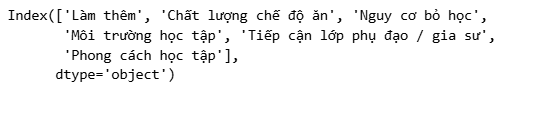 Index(['Làm thêm', 'Chất lượng chế độ ăn', 'Nguy cơ bỏ học',
'Môi trường học tập', 'Tiếp cận lớp phụ đạo / gia sư',
'Phong cách học tập'],
dtype='object')